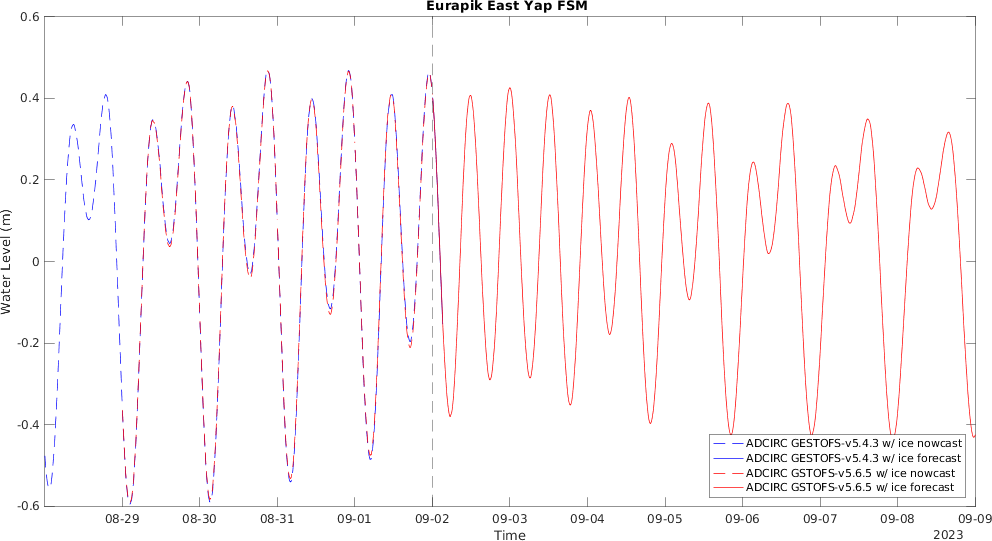 Eurapik East Yap FSM
0.6
0.4
0.2
0
-0.2
-0.4
-0.6
Water Level (m)
ADCIRC GESTOFS-v5.4.3 w/ ice nowcast
ADCIRC GESTOFS-v5.4.3 w/ ice forecast
ADCIRC GSTOFS-v5.6.5 w/ ice nowcast
ADCIRC GSTOFS-v5.6.5 w/ ice forecast
08-29 08-30 08-31 09-01 09-02 09-03 09-04 09-05 09-06 09-07 09-08 09-09
Time
2023